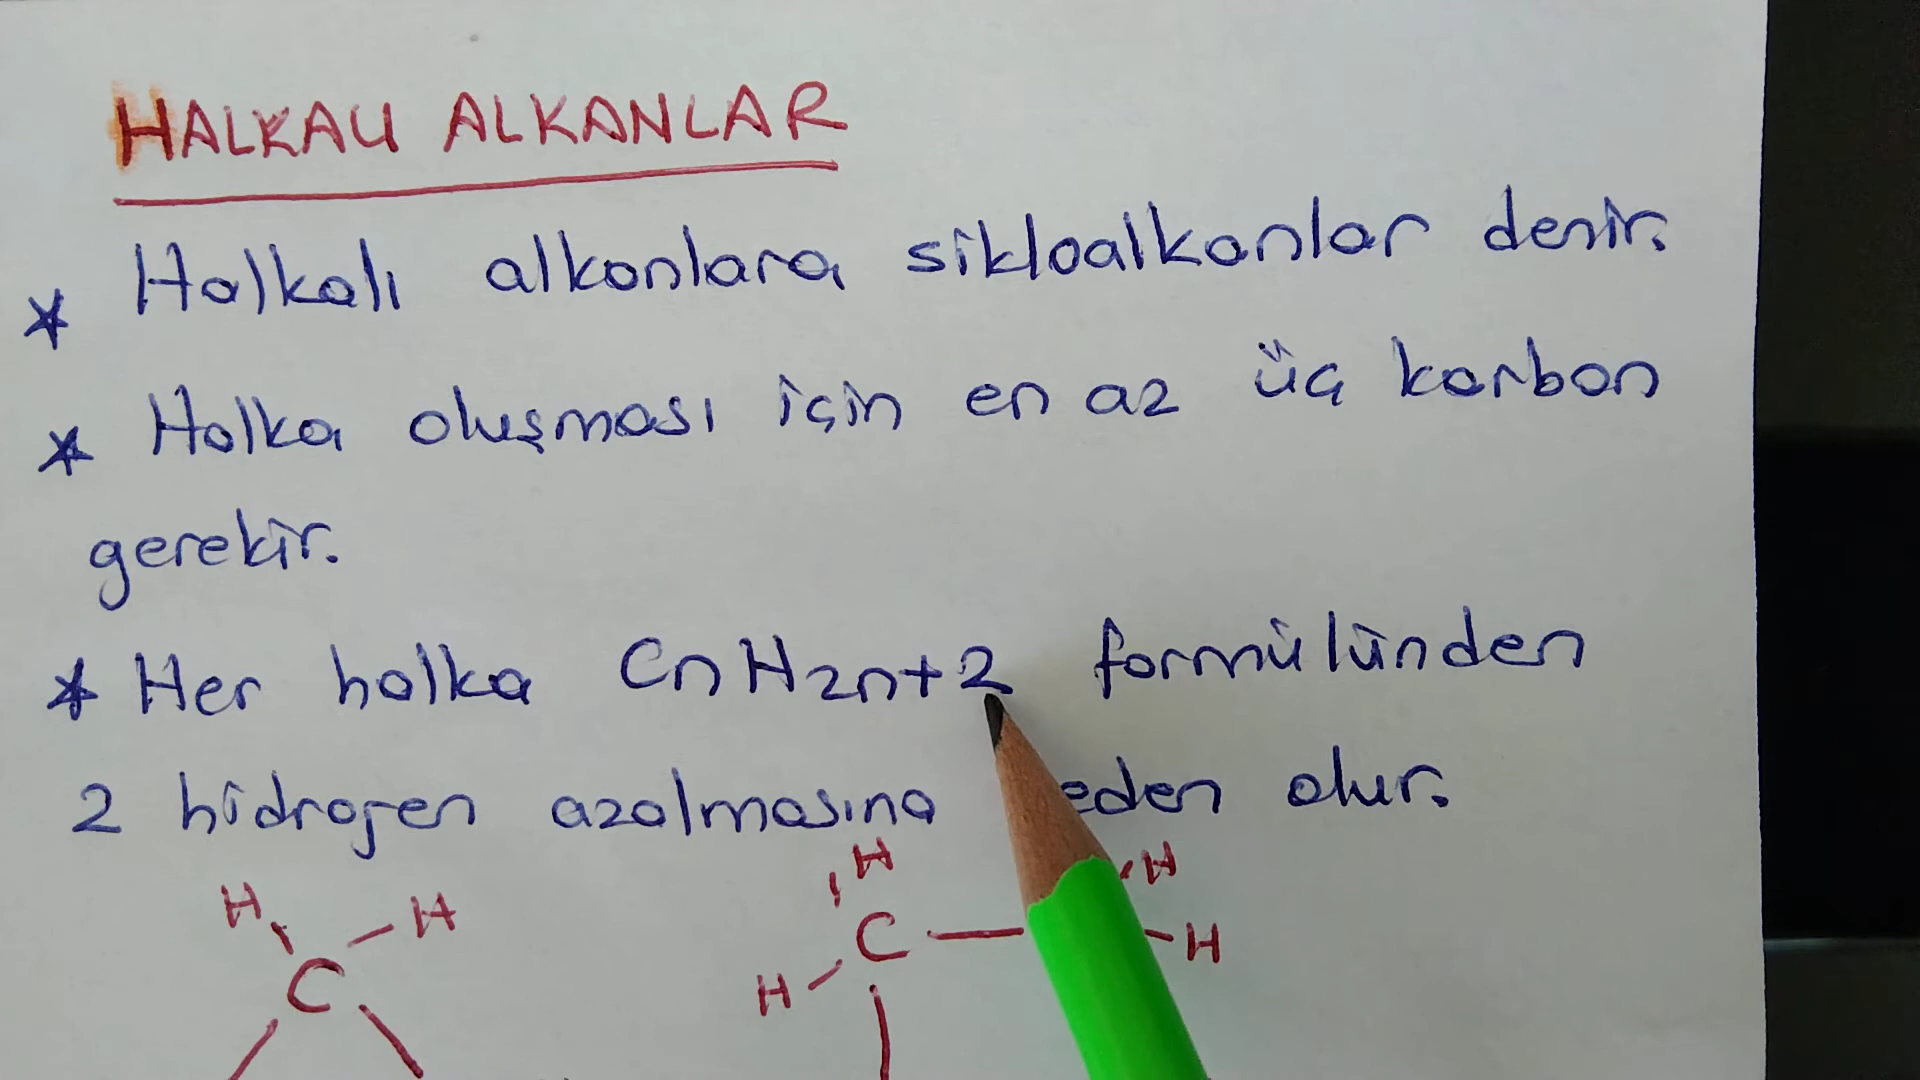 HALKALI ALKANLAR
* Halkalı alkanlara sikloalkanlar denir.
* Halka oluşması için en az üç karbon
gerekir.
* Her halka CnH2n+2 formülünden
2 hidrojen azalmasına eden olur.
H H H H
C C H
H